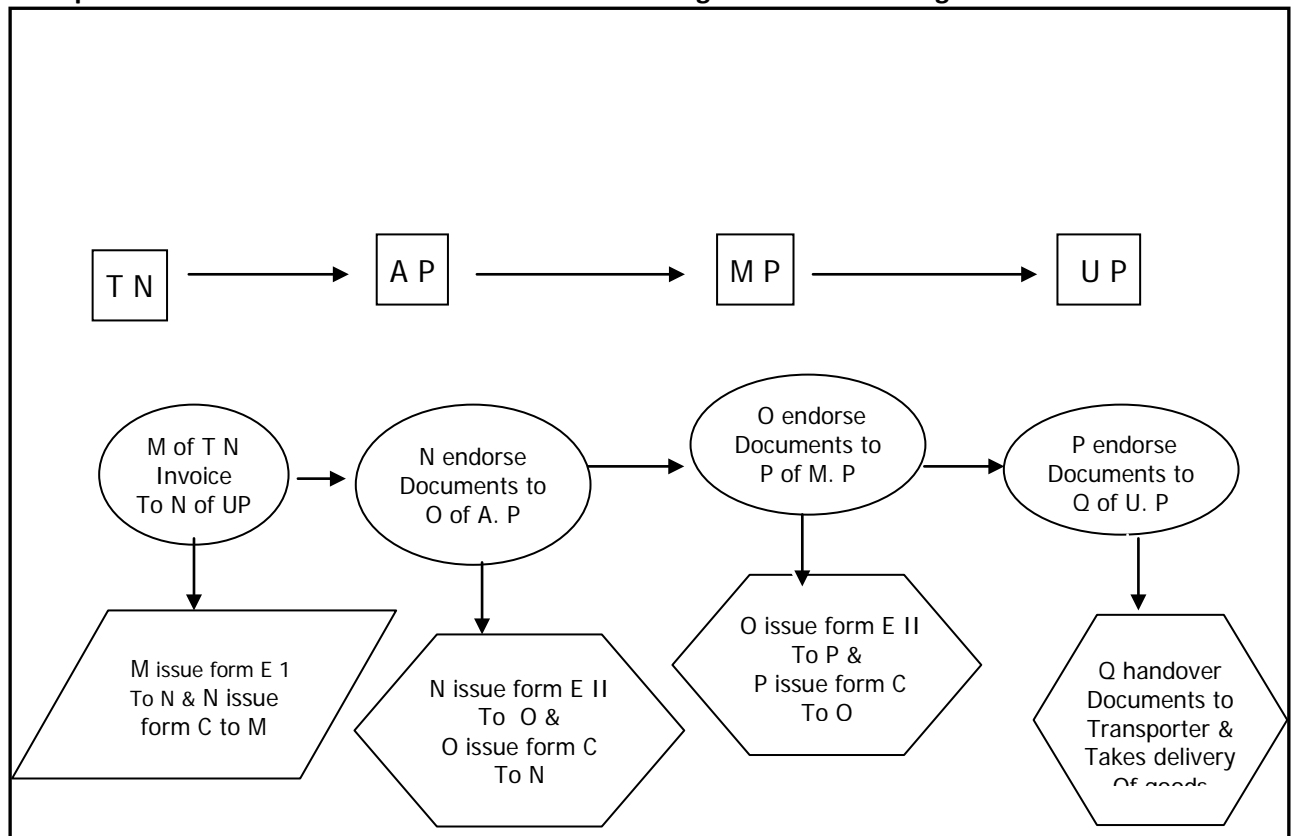 T N
A P
M P
U P
M of T N
Invoice
To N of UP
N endorse
Documents to
O of A. P
O endorse
Documents to
P of M. P
P endorse
Documents to
Q of U. P
M issue form E 1
To N & N issue
form C to M
N issue form E II
To O &
O issue form C
To N
O issue form E II
To P &
P issue form C
To O
Q handover
Documents to
Transporter &
Takes delivery
Of goods